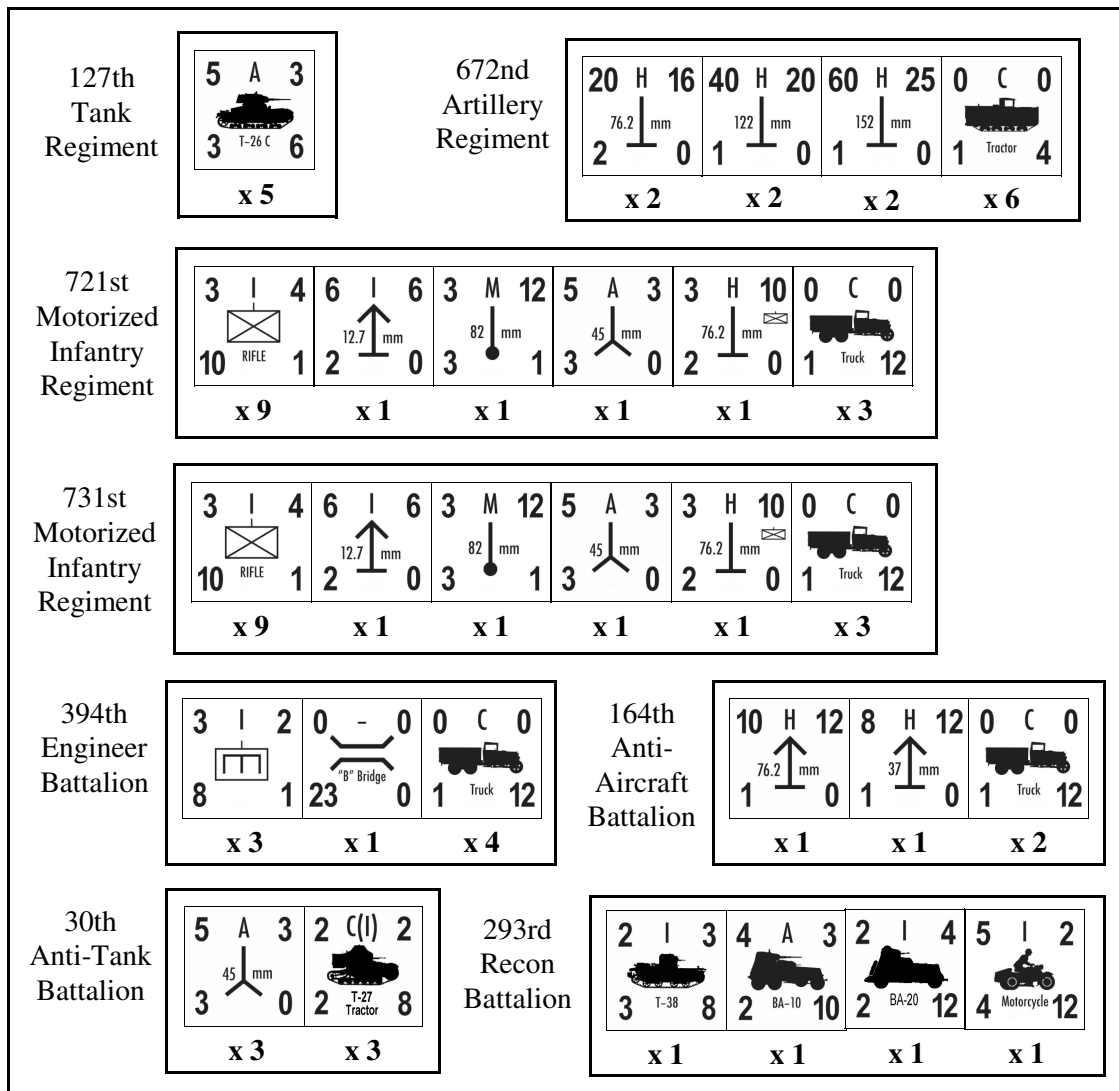 127th
Tank
Regiment
5 A 3
T-26 C
3 6
x 5
672nd
Artillery
Regiment
20 H 16 40 H 20 60 H 25 0 C 0
76.2 mm 122 mm 152 mm
2 0 1 0 1 0 1 Tractor 4
x 2 x 2 x 2 x 6
721st
Motorized
Infantry
Regiment
3 I 4 6 I 6 3 M 12 5 A 3 3 H 10 0 C 0
12.7 mm 82 mm 45 mm 76.2 mm
RIFLE
10 1 2 0 3 1 3 0 2 0 1 Truck 12
x 9 x 1 x 1 x 1 x 1 x 3
731st
Motorized
Infantry
Regiment
3 I 4 6 I 6 3 M 12 5 A 3 3 H 10 0 C 0
12.7 mm 82 mm 45 mm 76.2 mm
RIFLE
10 1 2 0 3 1 3 0 2 0 1 Truck 12
x 9 x 1 x 1 x 1 x 1 x 3
394th
Engineer
Battalion
3 I 2 0 - 0 0 C 0
"B" Bridge
8 1 23 0 1 Truck 12
x 3 x 1 x 4
164th
Anti-
Aircraft
Battalion
10 H 12 8 H 12 0 C 0
76.2 mm 37 mm
1 0 1 0 1 Truck 12
x 1 x 1 x 2
30th
Anti-Tank
Battalion
5 A 3 2 C(I) 2
45 mm
T-27
Tractor
3 0 2 8
x 3 x 3
293rd
Recon
Battalion
2 I 3 4 A 3 2 I 4 5 I 2
T-38 BA-10 BA-20 Motorcycle
3 8 2 10 2 12 4 12
x 1 x 1 x 1 x 1